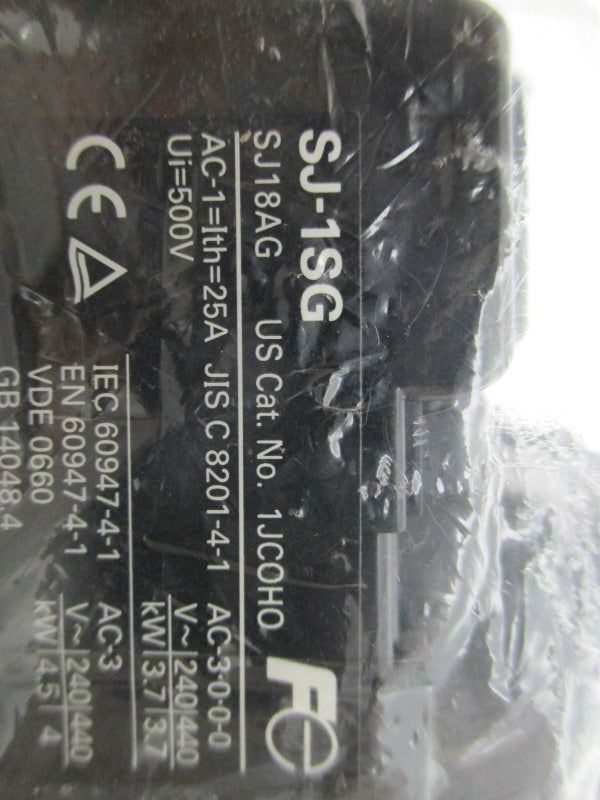 SJ-1SG
SJ18AG US Cat. No. 1JC0H0
AC-1=Ith=25A JIS C 8201-4-1 AC-3-0-0-0
Ui=500V V~ 240 440
kW 3.7 3.7
CE
IEC 60947-4-1 AC-3
EN 60947-4-1 V~ 240 440
VDE 0660 kW 4.5 4
GB 14048.4